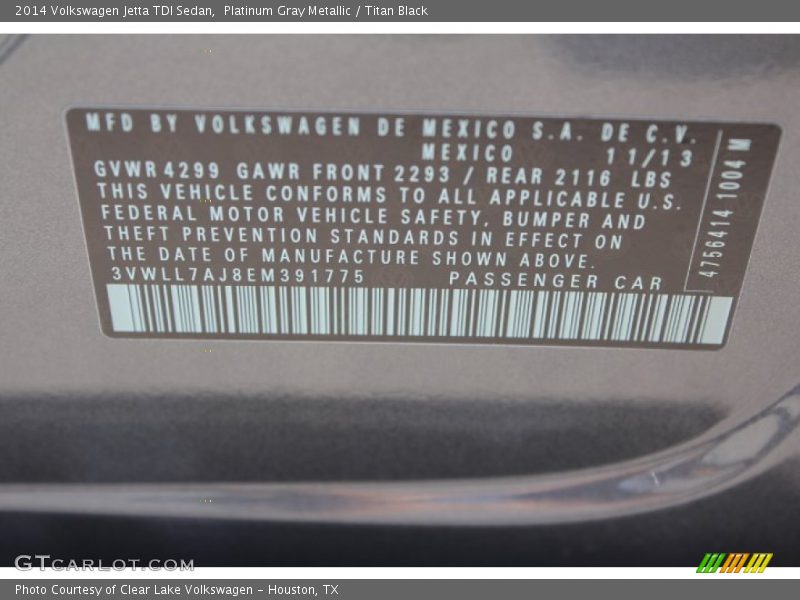 2014 Volkswagen Jetta TDI Sedan,  Platinum Gray Metallic / Titan Black
MFD BY VOLKSWAGEN DE MEXICO S.A. DE C.V.
MEXICO 11/13
GVWR 4299 GAWR FRONT 2293 / REAR 2116 LBS
THIS VEHICLE CONFORMS TO ALL APPLICABLE U.S.
FEDERAL MOTOR VEHICLE SAFETY, BUMPER AND
THEFT PREVENTION STANDARDS IN EFFECT ON
THE DATE OF MANUFACTURE SHOWN ABOVE.
3VWLL7AJ8EM391775 PASSENGER CAR
4756414 1004 M
GTCARLOT.COM
Photo Courtesy of Clear Lake Volkswagen - Houston, TX